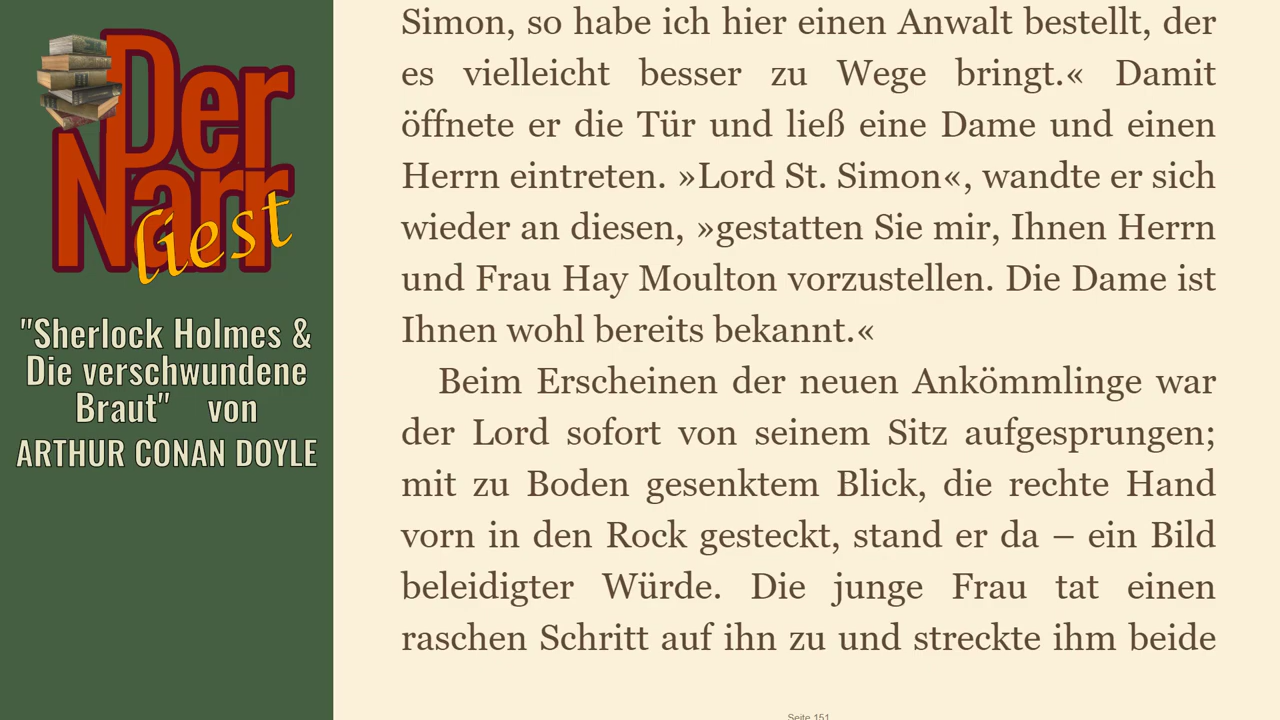 Der
Narr
liest
"Sherlock Holmes &
Die verschwundene
Braut" von
ARTHUR CONAN DOYLE
Simon, so habe ich hier einen Anwalt bestellt, der
es vielleicht besser zu Wege bringt.« Damit
öffnete er die Tür und ließ eine Dame und einen
Herrn eintreten. »Lord St. Simon«, wandte er sich
wieder an diesen, »gestatten Sie mir, Ihnen Herrn
und Frau Hay Moulton vorzustellen. Die Dame ist
Ihnen wohl bereits bekannt.«
Beim Erscheinen der neuen Ankömmlinge war
der Lord sofort von seinem Sitz aufgesprungen;
mit zu Boden gesenktem Blick, die rechte Hand
vorn in den Rock gesteckt, stand er da – ein Bild
beleidigter Würde. Die junge Frau tat einen
raschen Schritt auf ihn zu und streckte ihm beide
Seite 151